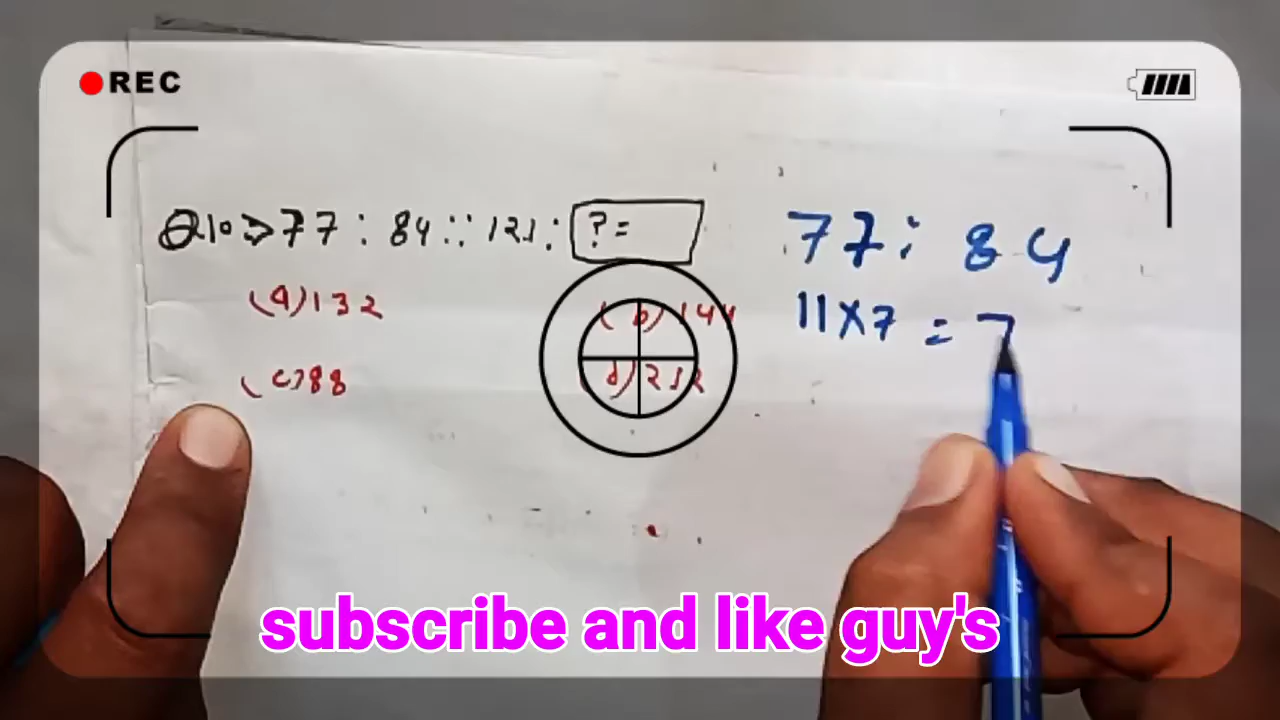 REC
Q10> 77 : 84 :: 121 : ? =
77 : 84
(a) 132
(b) 144
11 X 7 = 7
(c) 88
(d) 212
subscribe and like guy's